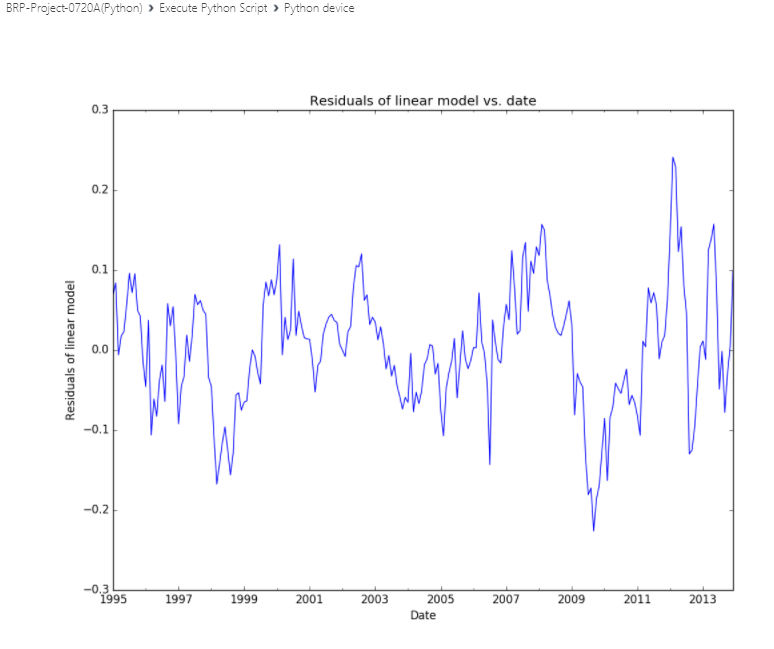 BRP-Project-0720A(Python) > Execute Python Script > Python device
Residuals of linear model vs. date
0.3
0.2
0.1
0.0
−0.1
−0.2
−0.3
Residuals of linear model
1995 1997 1999 2001 2003 2005 2007 2009 2011 2013
Date